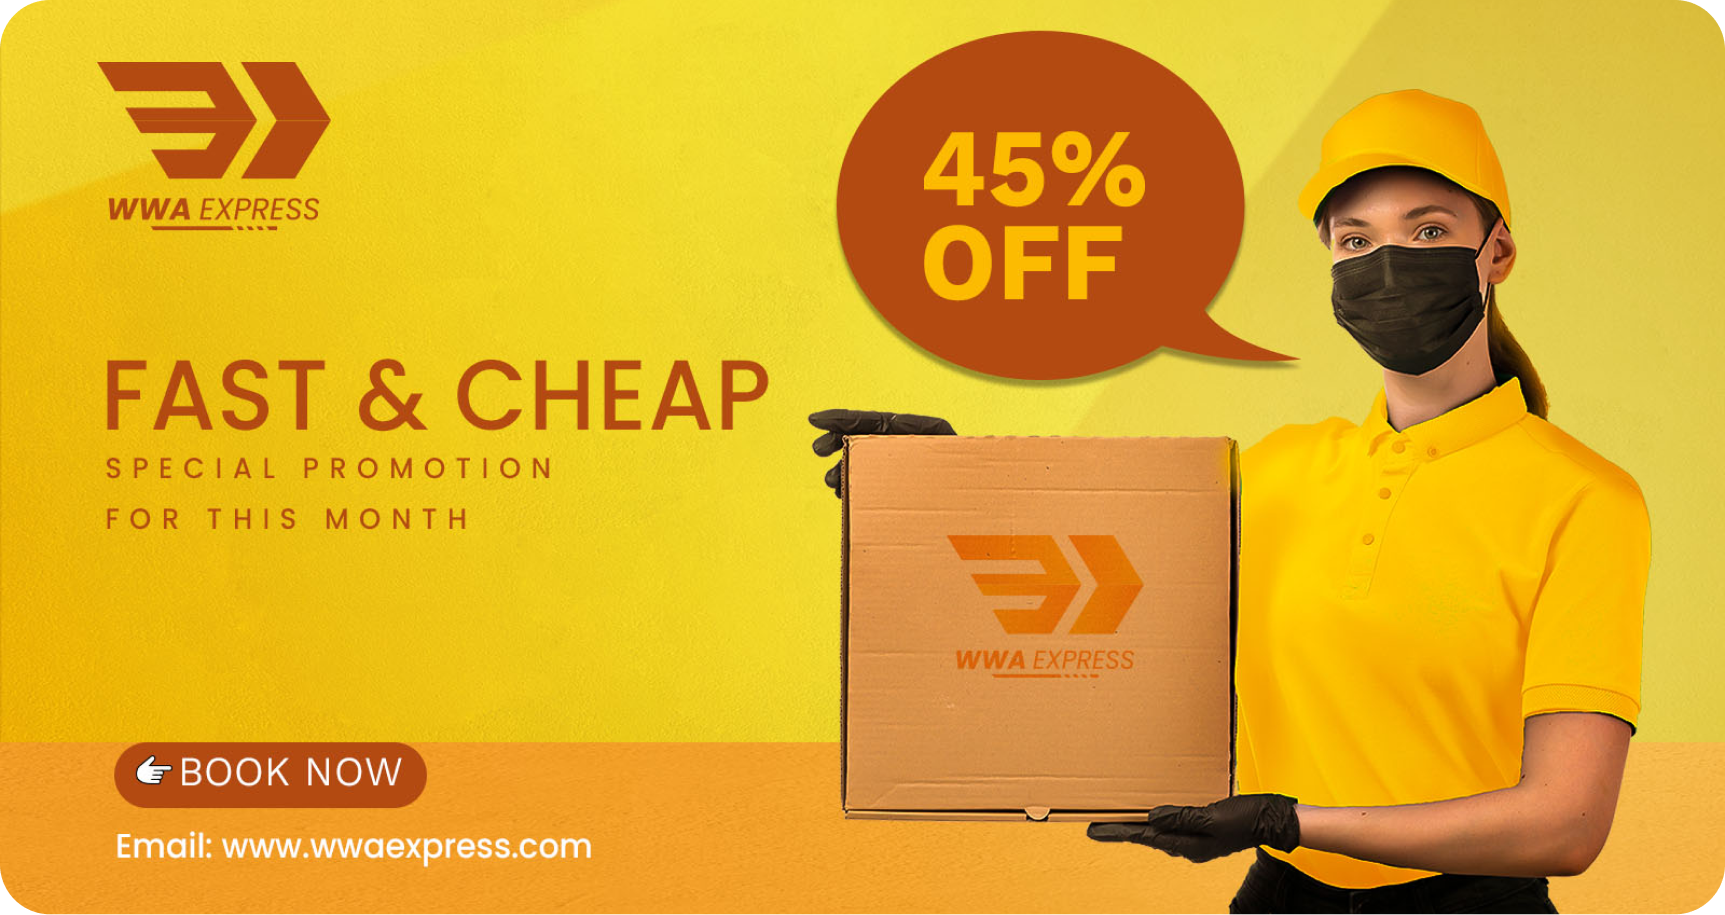 WWA EXPRESS
45%
OFF
FAST & CHEAP
SPECIAL PROMOTION
FOR THIS MONTH
WWA EXPRESS
BOOK NOW
Email: www.wwaexpress.com